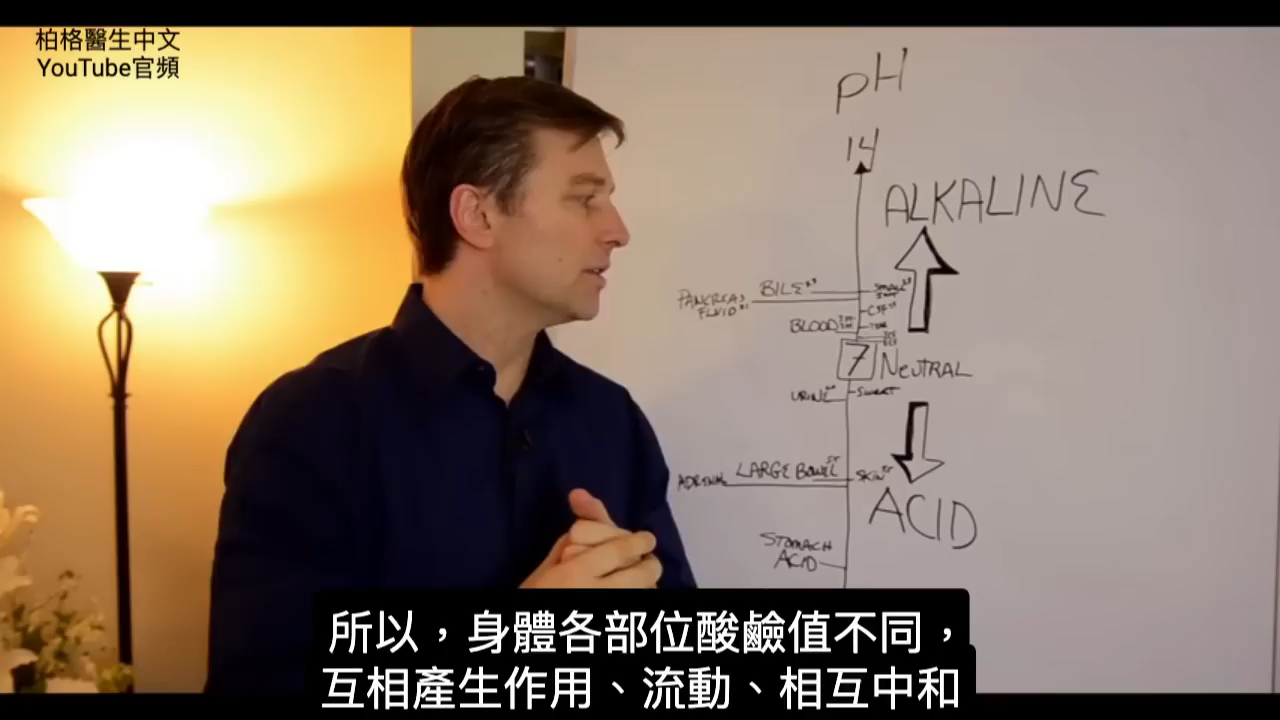 柏格醫生中文
YouTube官頻
pH
14
ALKALINE
BILE
PANCREAS
FLUID
CSF
BLOOD
7 NEUTRAL
URINE
SWEAT
LARGE BOWEL
ADRENAL
SKIN
ACID
STOMACH
ACID
所以，身體各部位酸鹼值不同，
互相產生作用、流動、相互中和